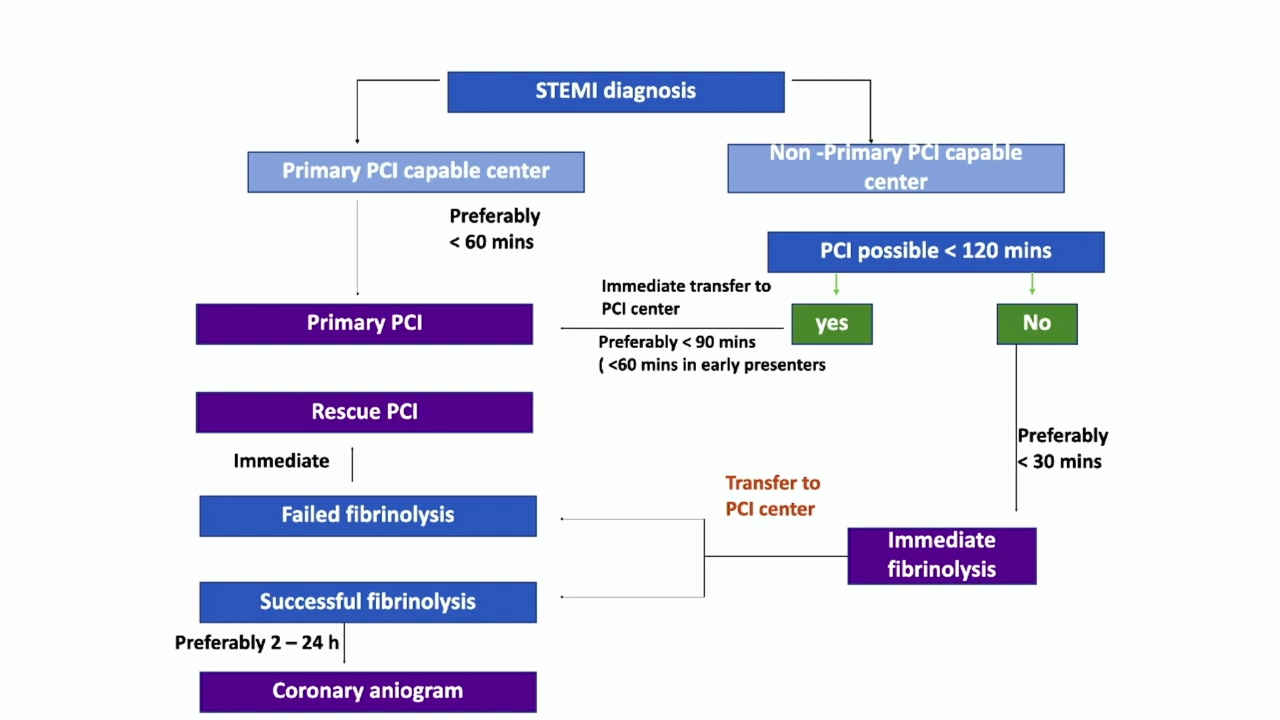 STEMI diagnosis
Primary PCI capable center
Non -Primary PCI capable
center
Preferably
< 60 mins
PCI possible < 120 mins
Immediate transfer to
PCI center
Primary PCI
yes
No
Preferably < 90 mins
( <60 mins in early presenters
Rescue PCI
Preferably
< 30 mins
Immediate
Transfer to
PCI center
Failed fibrinolysis
Immediate
fibrinolysis
Successful fibrinolysis
Preferably 2 – 24 h
Coronary aniogram